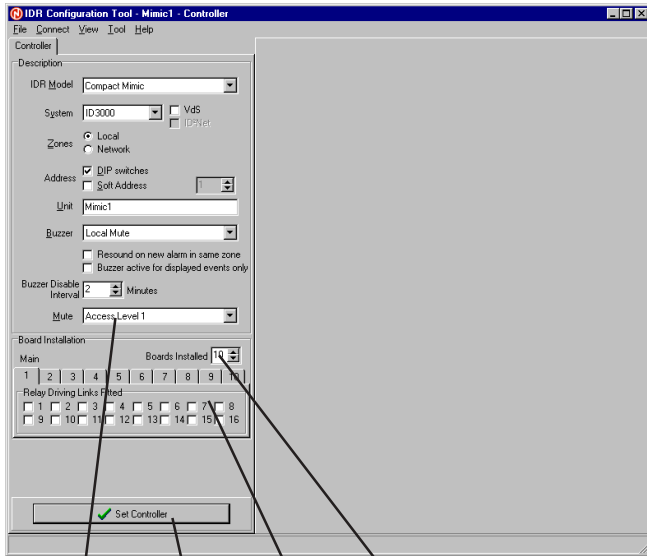 IDR Configuration Tool - Mimic1 - Controller
File Connect View Tool Help
Controller
Description
IDR Model Compact Mimic
System ID3000 VdS
ID²Net
Zones Local
Network
Address DIP switches
Soft Address 1
Unit Mimic1
Buzzer Local Mute
Resound on new alarm in same zone
Buzzer active for displayed events only
Buzzer Disable Interval 2 Minutes
Mute Access Level 1
Board Installation
Main Boards Installed 10
1 2 3 4 5 6 7 8 9 10
Relay Driving Links Fitted
1 2 3 4 5 6 7 8
9 10 11 12 13 14 15 16
Set Controller